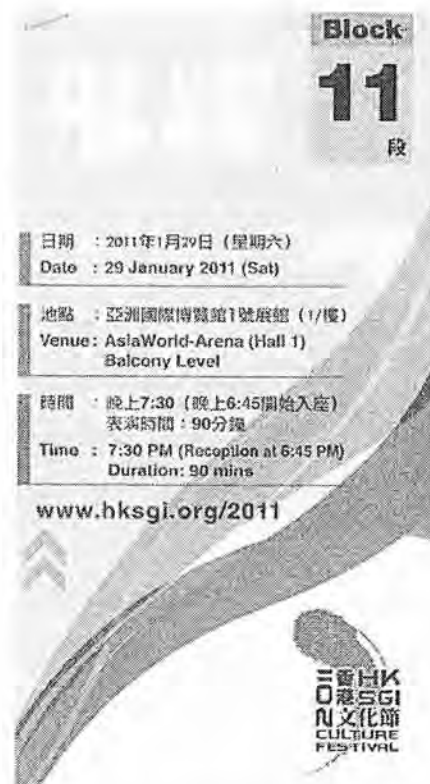 Block
11
段
日期 ：2011年1月29日（星期六）
Date : 29 January 2011 (Sat)
地點 ：亞洲國際博覽館1號展館（1/樓）
Venue: AsiaWorld-Arena (Hall 1)
Balcony Level
時間 ：晚上7:30（晚上6:45開始入座）
表演時間：90分鐘
Time : 7:30 PM (Reception at 6:45 PM)
Duration: 90 mins
www.hksgi.org/2011
香港 HKSGI
文化節
CULTURE
FESTIVAL